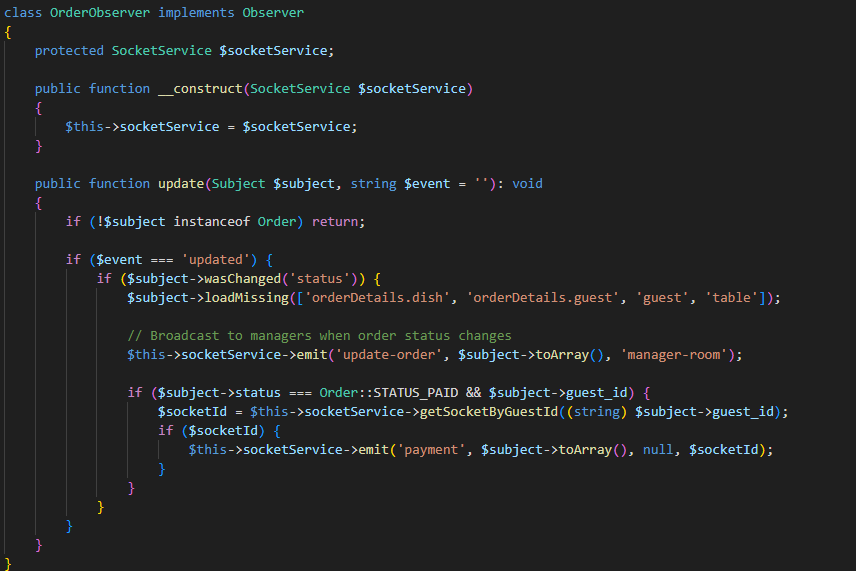 class OrderObserver implements Observer
{
    protected SocketService $socketService;

    public function __construct(SocketService $socketService)
    {
        $this->socketService = $socketService;
    }

    public function update(Subject $subject, string $event = ''): void
    {
        if (!$subject instanceof Order) return;

        if ($event === 'updated') {
            if ($subject->wasChanged('status')) {
                $subject->loadMissing(['orderDetails.dish', 'orderDetails.guest', 'guest', 'table']);

                // Broadcast to managers when order status changes
                $this->socketService->emit('update-order', $subject->toArray(), 'manager-room');

                if ($subject->status === Order::STATUS_PAID && $subject->guest_id) {
                    $socketId = $this->socketService->getSocketByGuestId((string) $subject->guest_id);
                    if ($socketId) {
                        $this->socketService->emit('payment', $subject->toArray(), null, $socketId);
                    }
                }
            }
        }
    }
}